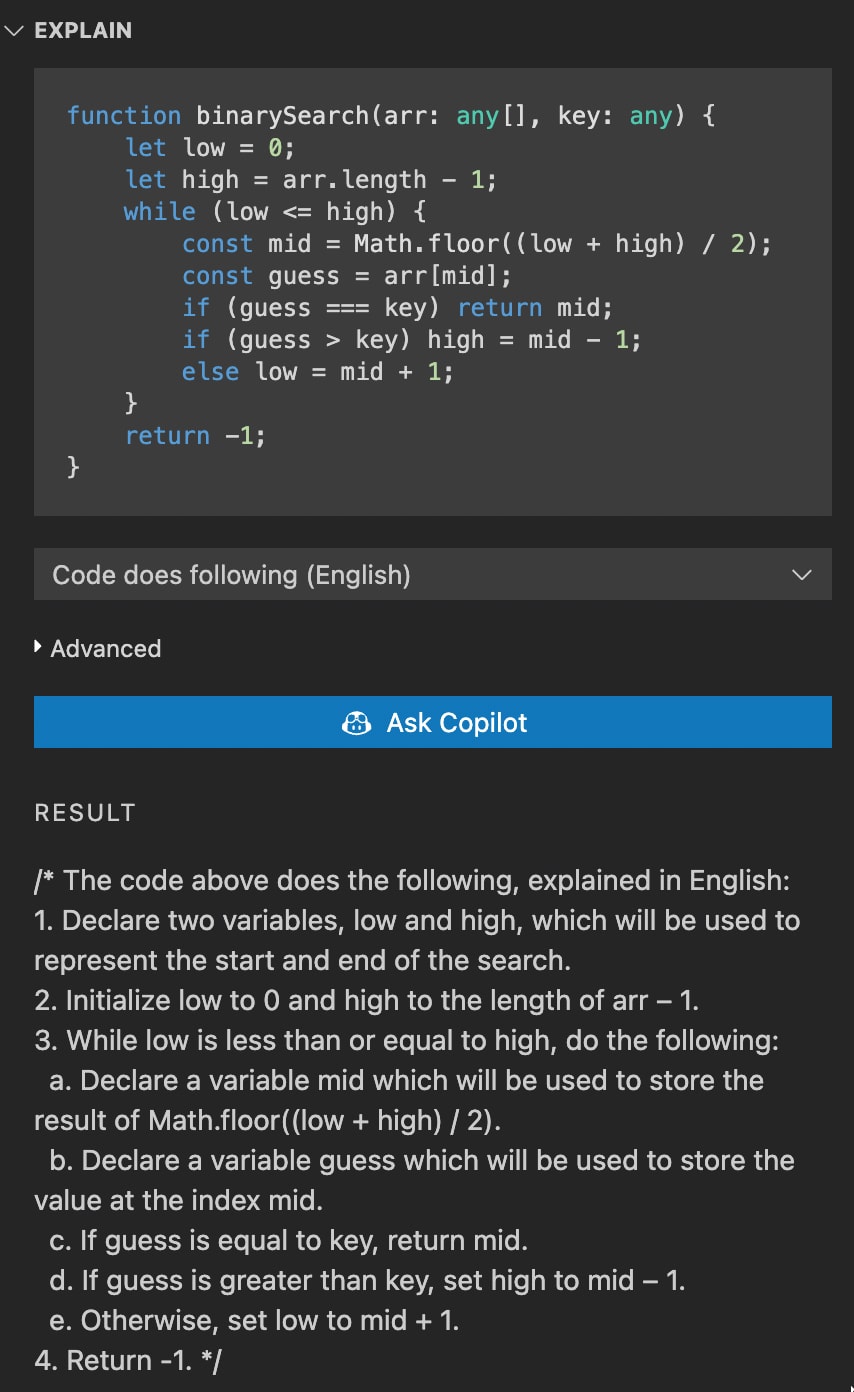 EXPLAIN
function binarySearch(arr: any[], key: any) {
    let low = 0;
    let high = arr.length - 1;
    while (low <= high) {
        const mid = Math.floor((low + high) / 2);
        const guess = arr[mid];
        if (guess === key) return mid;
        if (guess > key) high = mid - 1;
        else low = mid + 1;
    }
    return -1;
}
Code does following (English)
Advanced
Ask Copilot
RESULT
/* The code above does the following, explained in English:
1. Declare two variables, low and high, which will be used to
represent the start and end of the search.
2. Initialize low to 0 and high to the length of arr – 1.
3. While low is less than or equal to high, do the following:
  a. Declare a variable mid which will be used to store the
result of Math.floor((low + high) / 2).
  b. Declare a variable guess which will be used to store the
value at the index mid.
  c. If guess is equal to key, return mid.
  d. If guess is greater than key, set high to mid – 1.
  e. Otherwise, set low to mid + 1.
4. Return -1. */